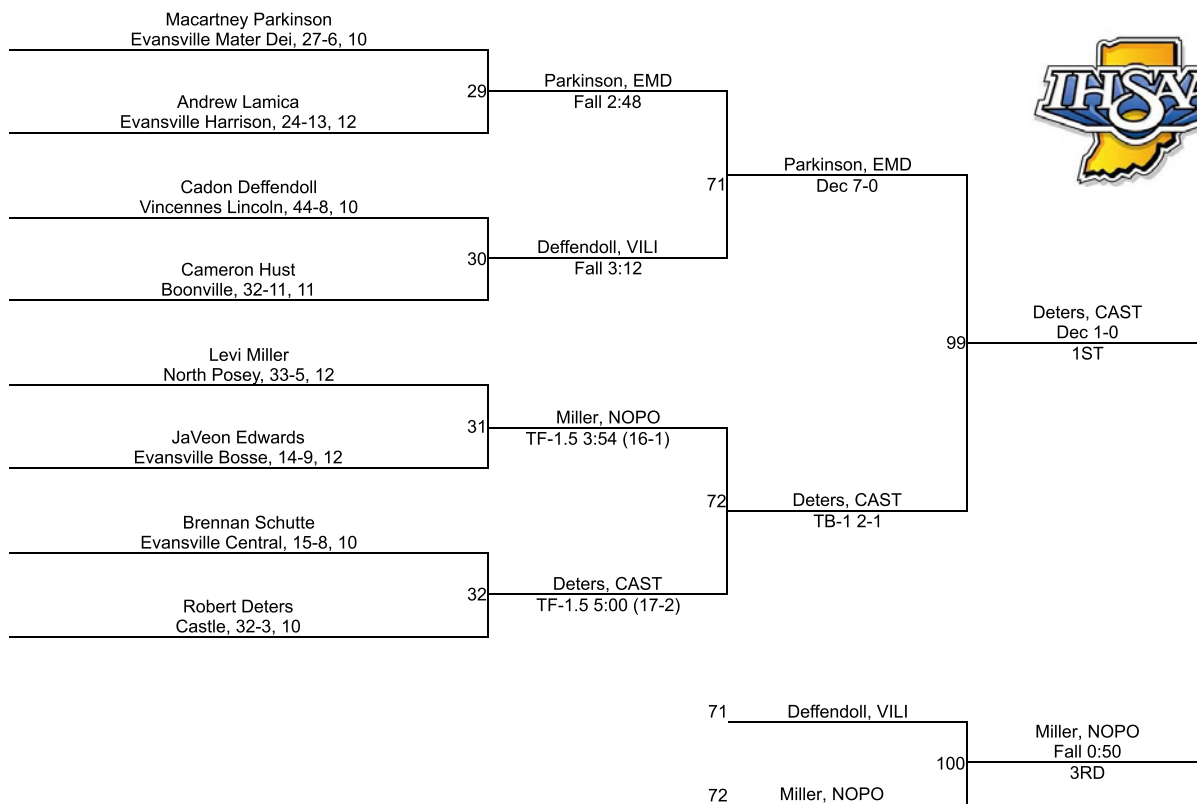 Macartney Parkinson
Evansville Mater Dei, 27-6, 10
29
Andrew Lamica
Evansville Harrison, 24-13, 12
Parkinson, EMD
Fall 2:48
IHSAA
71
Parkinson, EMD
Dec 7-0
Cadon Deffendoll
Vincennes Lincoln, 44-8, 10
30
Cameron Hust
Boonville, 32-11, 11
Deffendoll, VILI
Fall 3:12
99
Deters, CAST
Dec 1-0
1ST
Levi Miller
North Posey, 33-5, 12
31
JaVeon Edwards
Evansville Bosse, 14-9, 12
Miller, NOPO
TF-1.5 3:54 (16-1)
72
Deters, CAST
TB-1 2-1
Brennan Schutte
Evansville Central, 15-8, 10
32
Robert Deters
Castle, 32-3, 10
Deters, CAST
TF-1.5 5:00 (17-2)
71
Deffendoll, VILI
100
Miller, NOPO
Fall 0:50
3RD
72
Miller, NOPO